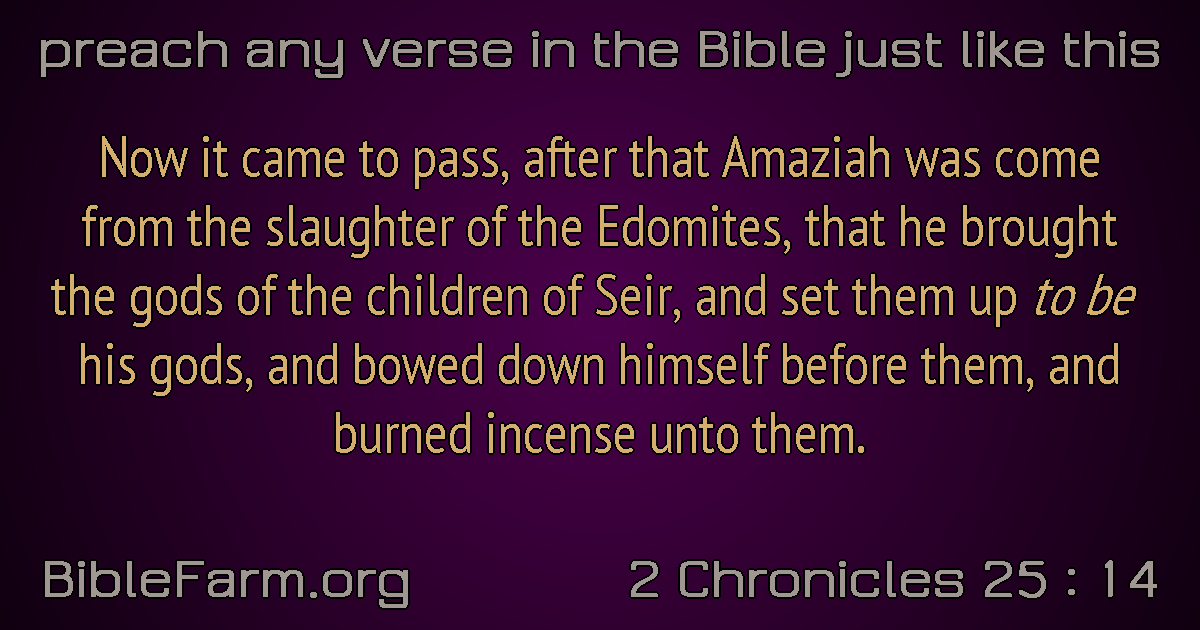 preach any verse in the Bible just like this
Now it came to pass, after that Amaziah was come
from the slaughter of the Edomites, that he brought
the gods of the children of Seir, and set them up to be
his gods, and bowed down himself before them, and
burned incense unto them.
BibleFarm.org
2 Chronicles 25 : 14